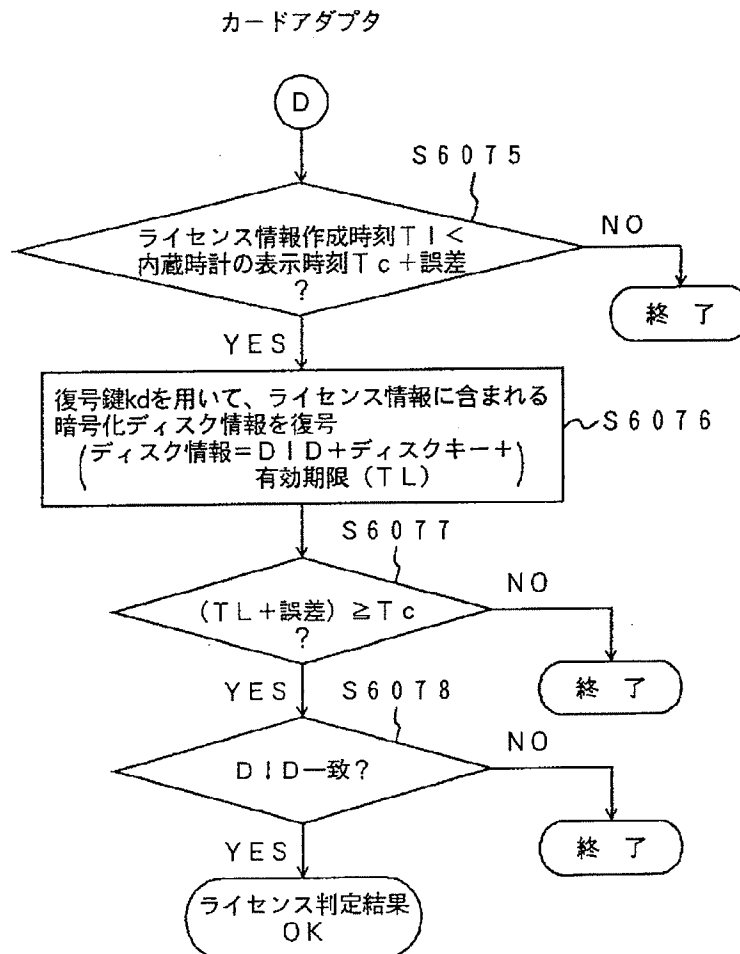 カードアダプタ
D
S6075
ライセンス情報作成時刻Tl<
内蔵時計の表示時刻Tc+誤差
?
NO
終 了
YES
復号鍵kdを用いて、ライセンス情報に含まれる
暗号化ディスク情報を復号
(ディスク情報=DID+ディスクキー+
有効期限(TL))
S6076
S6077
(TL+誤差)≧Tc
?
NO
終 了
YES
S6078
DID一致?
NO
終 了
YES
ライセンス判定結果
OK